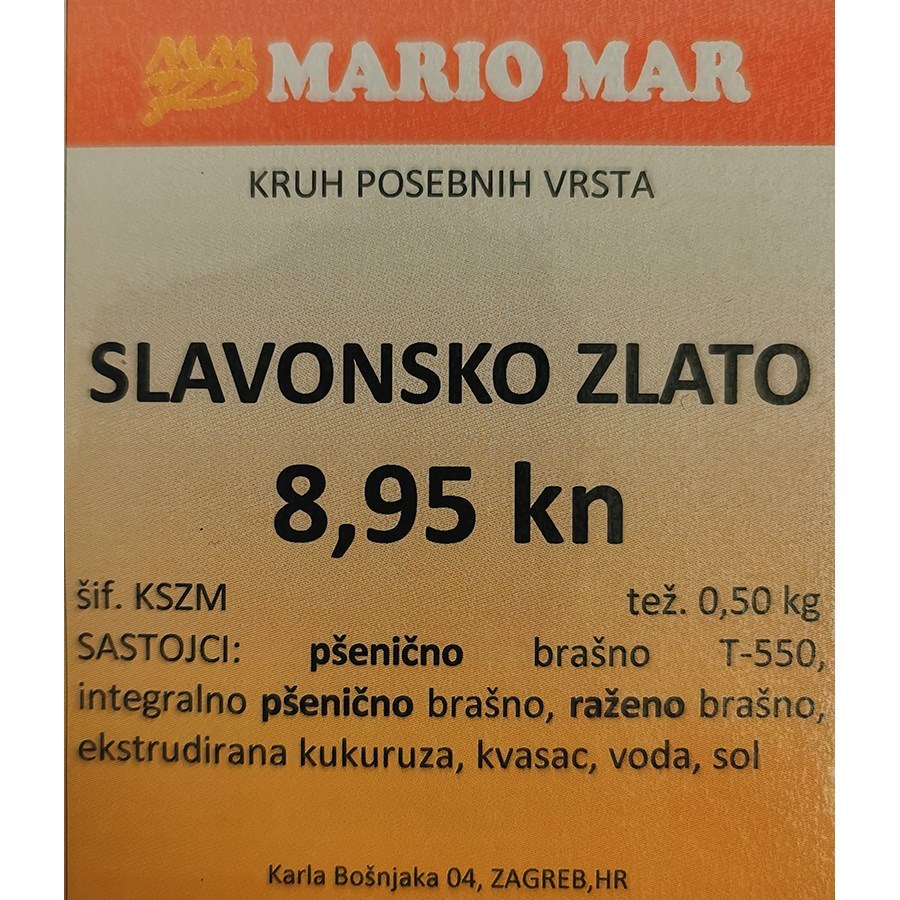 MM
MARIO MAR
KRUH POSEBNIH VRSTA
SLAVONSKO ZLATO
8,95 kn
šif. KSZM tež. 0,50 kg
SASTOJCI: pšenično brašno T-550,
integralno pšenično brašno, raženo brašno,
ekstrudirana kukuruza, kvasac, voda, sol
Karla Bošnjaka 04, ZAGREB,HR